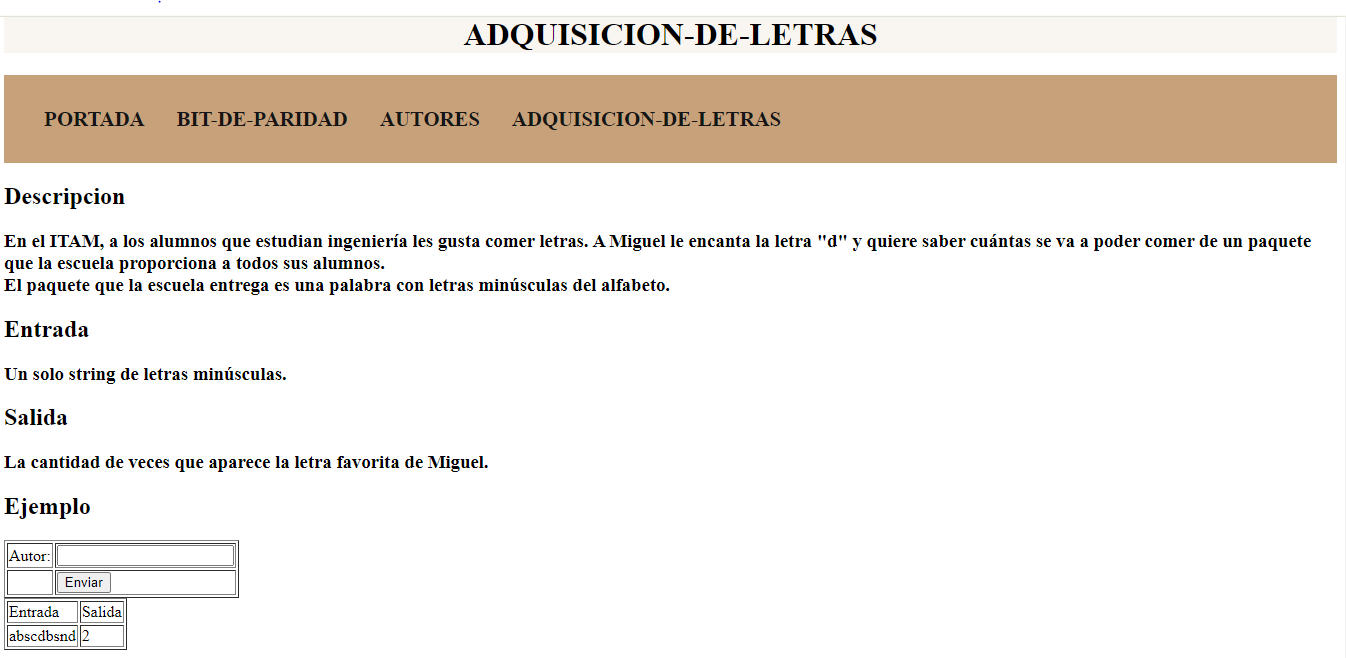 ADQUISICION-DE-LETRAS
PORTADA BIT-DE-PARIDAD AUTORES ADQUISICION-DE-LETRAS
Descripcion
En el ITAM, a los alumnos que estudian ingeniería les gusta comer letras. A Miguel le encanta la letra "d" y quiere saber cuántas se va a poder comer de un paquete
que la escuela proporciona a todos sus alumnos.
El paquete que la escuela entrega es una palabra con letras minúsculas del alfabeto.
Entrada
Un solo string de letras minúsculas.
Salida
La cantidad de veces que aparece la letra favorita de Miguel.
Ejemplo
Autor:
Enviar
Entrada Salida
abscdbsnd 2